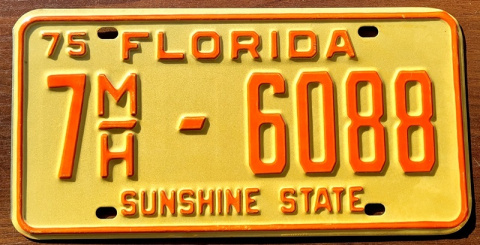 75 FLORIDA
7 M/H - 6088
SUNSHINE STATE